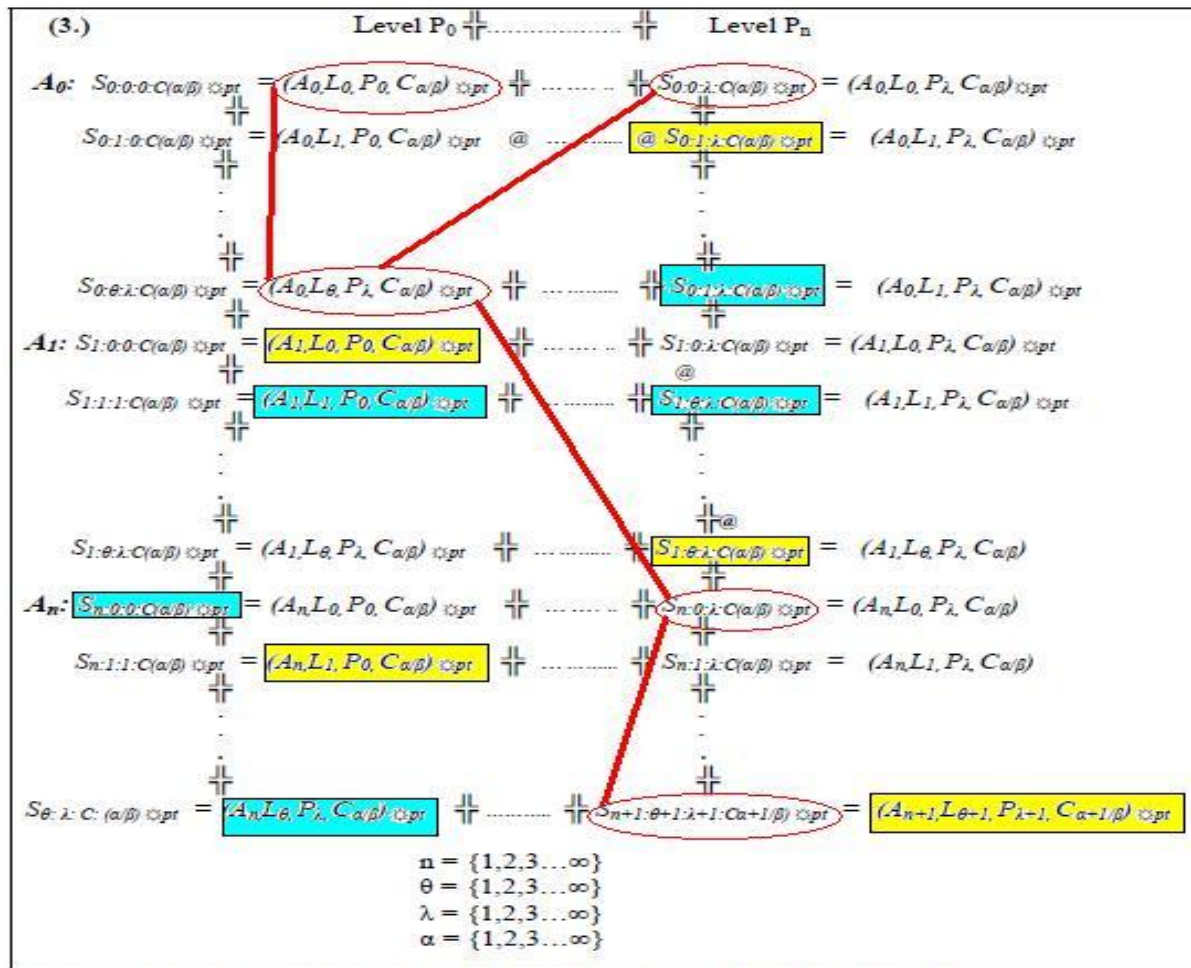 (3.) Level P₀ ╬ ...................... ╬ Level Pₙ
A₀: S₀:₀:₀:C(α/β) ☼pt = (A₀,L₀, P₀, Cα/β) ☼pt ╬ .......... ╬ S₀:₀:λ:C(α/β) ☼pt = (A₀,L₀, Pλ, Cα/β)☼pt
╬ ╬
S₀:₁:₀:C(α/β) ☼pt = (A₀,L₁, P₀, Cα/β) ☼pt @ .............. @ S₀:₁:λ:C(α/β) ☼pt = (A₀,L₁, Pλ, Cα/β) ☼pt
╬ ╬
.
.
.
╬ ╬
S₀:θ:λ:C(α/β) ☼pt = (A₀,Lθ, Pλ, Cα/β) ☼pt ╬ ............ ╬ S₀:₁:λ:C(α/β) ☼pt = (A₀,L₁, Pλ, Cα/β) ☼pt
╬ ╬
A₁: S₁:₀:₀:C(α/β) ☼pt = (A₁,L₀, P₀, Cα/β) ☼pt ╬ ............ ╬ S₁:₀:λ:C(α/β) ☼pt = (A₁,L₀, Pλ, Cα/β) ☼pt
╬ @
S₁:₁:₁:C(α/β) ☼pt = (A₁,L₁, P₀, Cα/β) ☼pt ╬ ............ ╬ S₁:θ:λ:C(α/β) ☼pt = (A₁,L₁, Pλ, Cα/β) ☼pt
╬ ╬
.
.
.
╬ ╬@
S₁:θ:λ:C(α/β) ☼pt = (A₁,Lθ, Pλ, Cα/β) ☼pt ╬ ............ ╬ S₁:θ:λ:C(α/β) ☼pt = (A₁,Lθ, Pλ, Cα/β)
╬ ╬
Aₙ: Sₙ:₀:₀:C(α/β) ☼pt = (Aₙ,L₀, P₀, Cα/β) ☼pt ╬ .......... ╬ Sₙ:₀:λ:C(α/β) ☼pt = (Aₙ,L₀, Pλ, Cα/β)
╬ ╬
Sₙ:₁:₁:C(α/β) ☼pt = (Aₙ,L₁, P₀, Cα/β) ☼pt ╬ ............ ╬ Sₙ:₁:λ:C(α/β) ☼pt = (Aₙ,L₁, Pλ, Cα/β)
╬ ╬
.
.
.
╬ ╬
Sθ: λ: C: (α/β) ☼pt = (Aₙ,Lθ, Pλ, Cα/β) ☼pt ╬ ............ ╬ Sₙ₊₁:θ₊₁:λ₊₁:Cα₊₁/β) ☼pt = (Aₙ₊₁,Lθ₊₁, Pλ₊₁, Cα₊₁/β) ☼pt
n = {1,2,3…∞}
θ = {1,2,3…∞}
λ = {1,2,3…∞}
α = {1,2,3…∞}